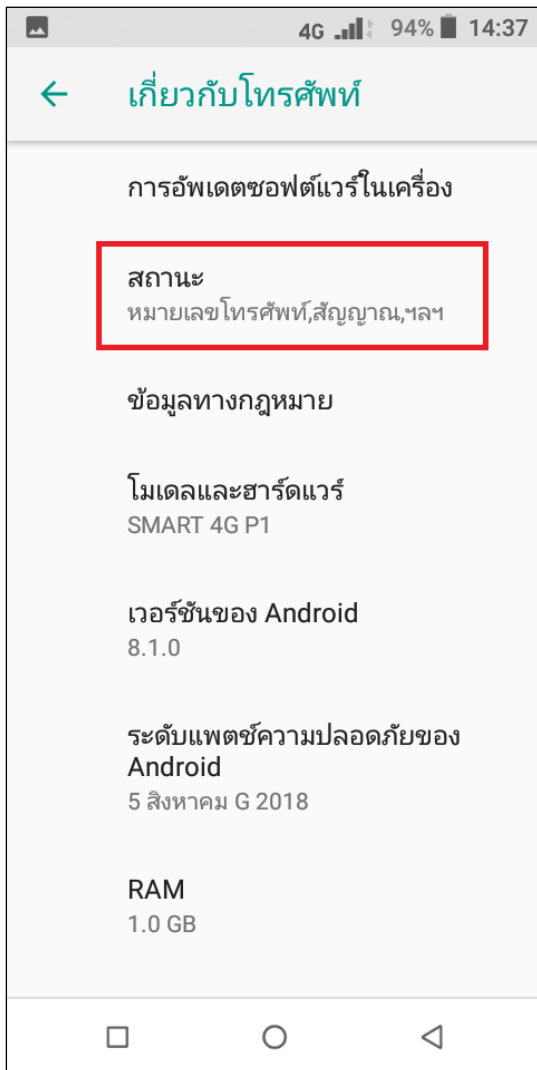 4G 94% 14:37
เกี่ยวกับโทรศัพท์
การอัพเดตซอฟต์แวร์ในเครื่อง
สถานะ
หมายเลขโทรศัพท์,สัญญาณ,ฯลฯ
ข้อมูลทางกฎหมาย
โมเดลและฮาร์ดแวร์
SMART 4G P1
เวอร์ชันของ Android
8.1.0
ระดับแพตช์ความปลอดภัยของ
Android
5 สิงหาคม G 2018
RAM
1.0 GB